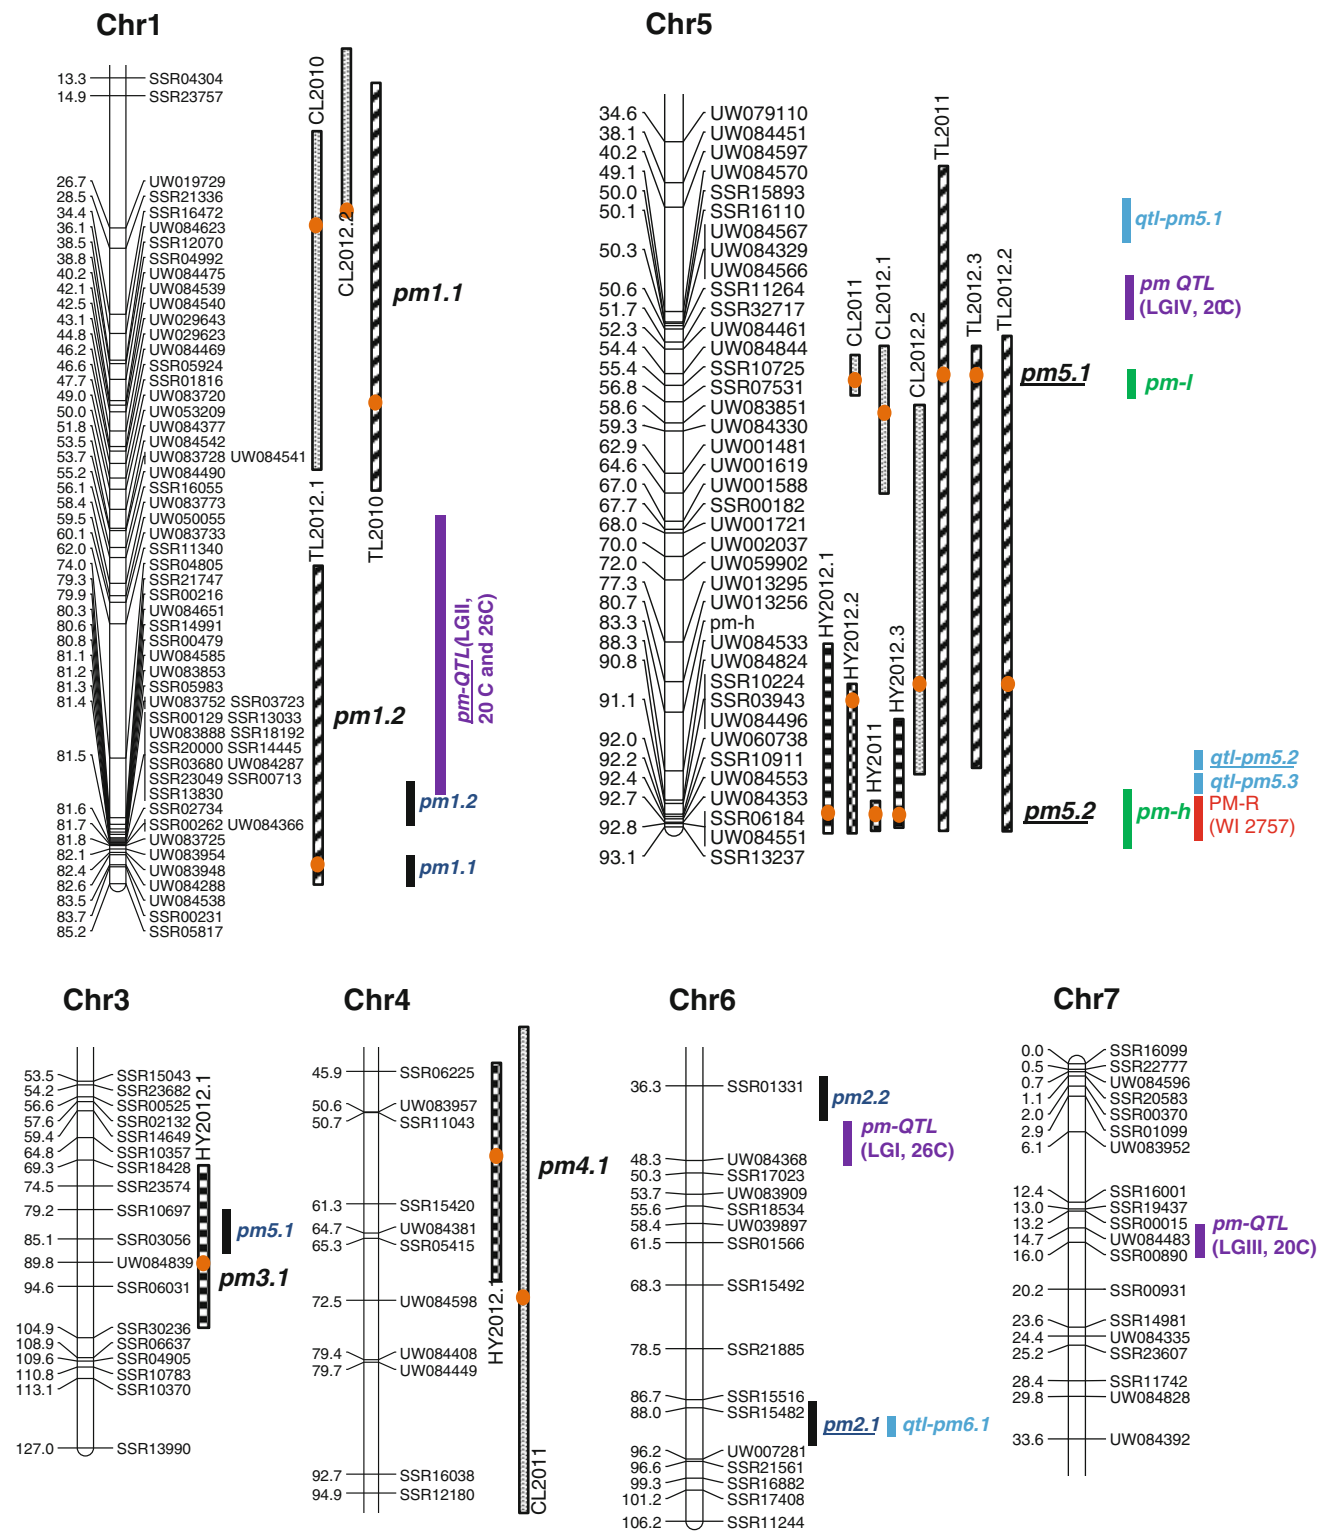 Chr1
13.3 SSR04304
14.9 SSR23757
26.7 UW019729
28.5 SSR21336
34.4 SSR16472
36.1 UW084623
38.5 SSR12070
38.8 SSR04992
40.2 UW084475
42.1 UW084539
42.5 UW084540
43.1 UW029643
44.8 UW029623
46.2 UW084469
46.6 SSR05924
47.7 SSR01816
49.0 UW083720
50.0 UW053209
51.8 UW084377
53.5 UW084542
53.7 UW083728 UW084541
55.2 UW084490
56.1 SSR16055
58.4 UW083773
59.5 UW050055
60.1 UW083733
62.0 SSR11340
74.0 SSR04805
79.3 SSR21747
79.9 SSR00216
80.3 UW084651
80.6 SSR14991
80.8 SSR00479
81.1 UW084585
81.2 UW083853
81.3 SSR05983
81.4 UW083752 SSR03723
SSR00129 SSR13033
UW083888 SSR18192
SSR20000 SSR14445
81.5 SSR03680 UW084287
SSR23049 SSR00713
SSR13830
81.6 SSR02734
81.7 SSR00262 UW084366
81.8 UW083725
82.1 UW083954
82.4 UW083948
82.6 UW084288
83.5 UW084538
83.7 SSR00231
85.2 SSR05817
CL2010
CL2012.2
TL2010
TL2012.1
pm1.1
pm1.2
pm-QTL(LGII,
20 C and 26C)
pm1.2
pm1.1
Chr5
34.6 UW079110
38.1 UW084451
40.2 UW084597
49.1 UW084570
50.0 SSR15893
50.1 SSR16110
UW084567
50.3 UW084329
UW084566
50.6 SSR11264
51.7 SSR32717
52.3 UW084461
54.4 UW084844
55.4 SSR10725
56.8 SSR07531
58.6 UW083851
59.3 UW084330
62.9 UW001481
64.6 UW001619
67.0 UW001588
67.7 SSR00182
68.0 UW001721
70.0 UW002037
72.0 UW059902
77.3 UW013295
80.7 UW013256
83.3 pm-h
88.3 UW084533
90.8 UW084824
SSR10224
91.1 SSR03943
UW084496
92.0 UW060738
92.2 SSR10911
92.4 UW084553
92.7 UW084353
SSR06184
92.8 UW084551
93.1 SSR13237
HY2012.1
HY2012.2
HY2011
HY2012.3
CL2011
CL2012.1
CL2012.2
TL2011
TL2012.3
TL2012.2
pm5.1
pm5.2
qtl-pm5.1
pm QTL
(LGIV, 20C)
pm-l
qtl-pm5.2
qtl-pm5.3
pm-h
PM-R
(WI 2757)
Chr3
53.5 SSR15043
54.2 SSR23682
56.6 SSR00525
57.6 SSR02132
59.4 SSR14649
64.8 SSR10357
69.3 SSR18428
74.5 SSR23574
79.2 SSR10697
85.1 SSR03056
89.8 UW084839
94.6 SSR06031
104.9 SSR30236
108.9 SSR06637
109.6 SSR04905
110.8 SSR10783
113.1 SSR10370
127.0 SSR13990
HY2012.1
pm5.1
pm3.1
Chr4
45.9 SSR06225
50.6 UW083957
50.7 SSR11043
61.3 SSR15420
64.7 UW084381
65.3 SSR05415
72.5 UW084598
79.4 UW084408
79.7 UW084449
92.7 SSR16038
94.9 SSR12180
HY2012.1
CL2011
pm4.1
Chr6
36.3 SSR01331
48.3 UW084368
50.3 SSR17023
53.7 UW083909
55.6 SSR18534
58.4 UW039897
61.5 SSR01566
68.3 SSR15492
78.5 SSR21885
86.7 SSR15516
88.0 SSR15482
96.2 UW007281
96.6 SSR21561
99.3 SSR16882
101.2 SSR17408
106.2 SSR11244
pm2.2
pm-QTL
(LGI, 26C)
pm2.1
qtl-pm6.1
Chr7
0.0 SSR16099
0.5 SSR22777
0.7 UW084596
1.1 SSR20583
2.0 SSR00370
2.9 SSR01099
6.1 UW083952
12.4 SSR16001
13.0 SSR19437
13.2 SSR00015
14.7 UW084483
16.0 SSR00890
20.2 SSR00931
23.6 SSR14981
24.4 UW084335
25.2 SSR23607
28.4 SSR11742
29.8 UW084828
33.6 UW084392
pm-QTL
(LGIII, 20C)